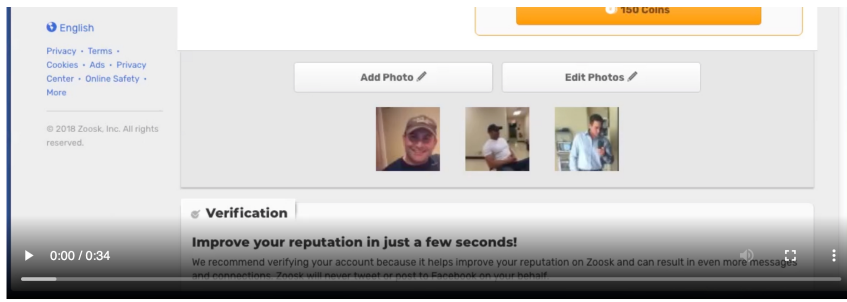 150 Coins
English
Privacy · Terms ·
Cookies · Ads · Privacy
Center · Online Safety ·
More
© 2018 Zoosk, Inc. All rights
reserved.
Add Photo
Edit Photos
Verification
Improve your reputation in just a few seconds!
We recommend verifying your account because it helps improve your reputation on Zoosk and can result in even more messages
and connections. Zoosk will never tweet or post to Facebook on your behalf.
0:00 / 0:34